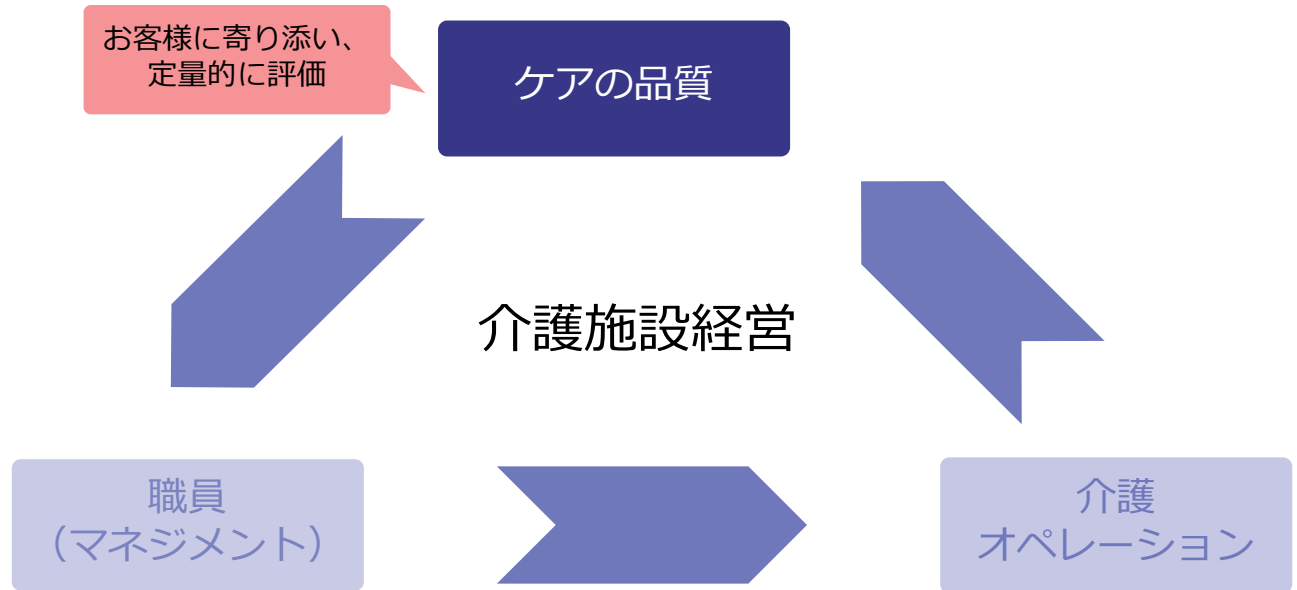 お客様に寄り添い、
定量的に評価
ケアの品質
介護施設経営
職員
（マネジメント）
介護
オペレーション